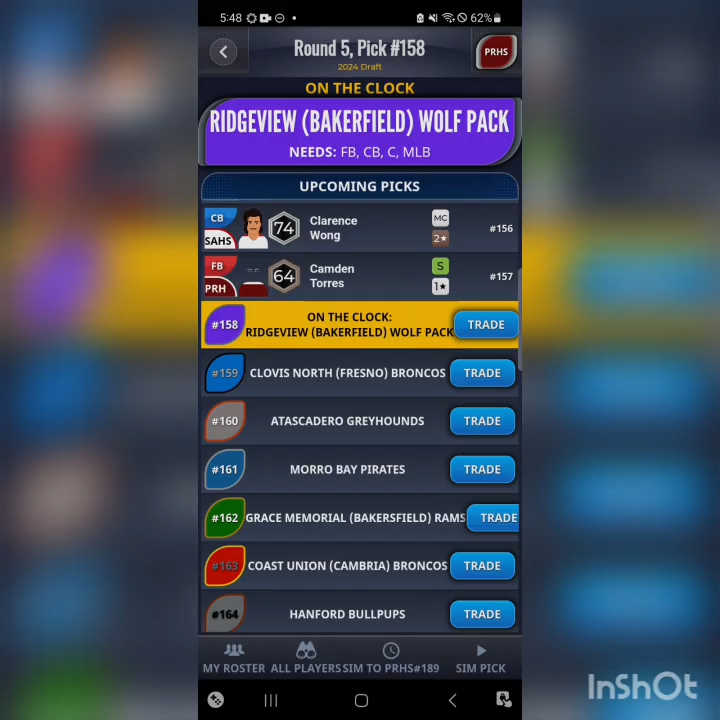 5:48
62%
Round 5, Pick #158
2024 Draft
PRHS
ON THE CLOCK
RIDGEVIEW (BAKERFIELD) WOLF PACK
NEEDS: FB, CB, C, MLB
UPCOMING PICKS
CB
SAHS
74
Clarence
Wong
MC
2★
#156
FB
PRH
64
Camden
Torres
S
1★
#157
#158
ON THE CLOCK:
RIDGEVIEW (BAKERFIELD) WOLF PACK
TRADE
#159
CLOVIS NORTH (FRESNO) BRONCOS
TRADE
#160
ATASCADERO GREYHOUNDS
TRADE
#161
MORRO BAY PIRATES
TRADE
#162
GRACE MEMORIAL (BAKERSFIELD) RAMS
TRADE
#163
COAST UNION (CAMBRIA) BRONCOS
TRADE
#164
HANFORD BULLPUPS
TRADE
MY ROSTER
ALL PLAYERS
SIM TO PRHS#189
SIM PICK
InShOt